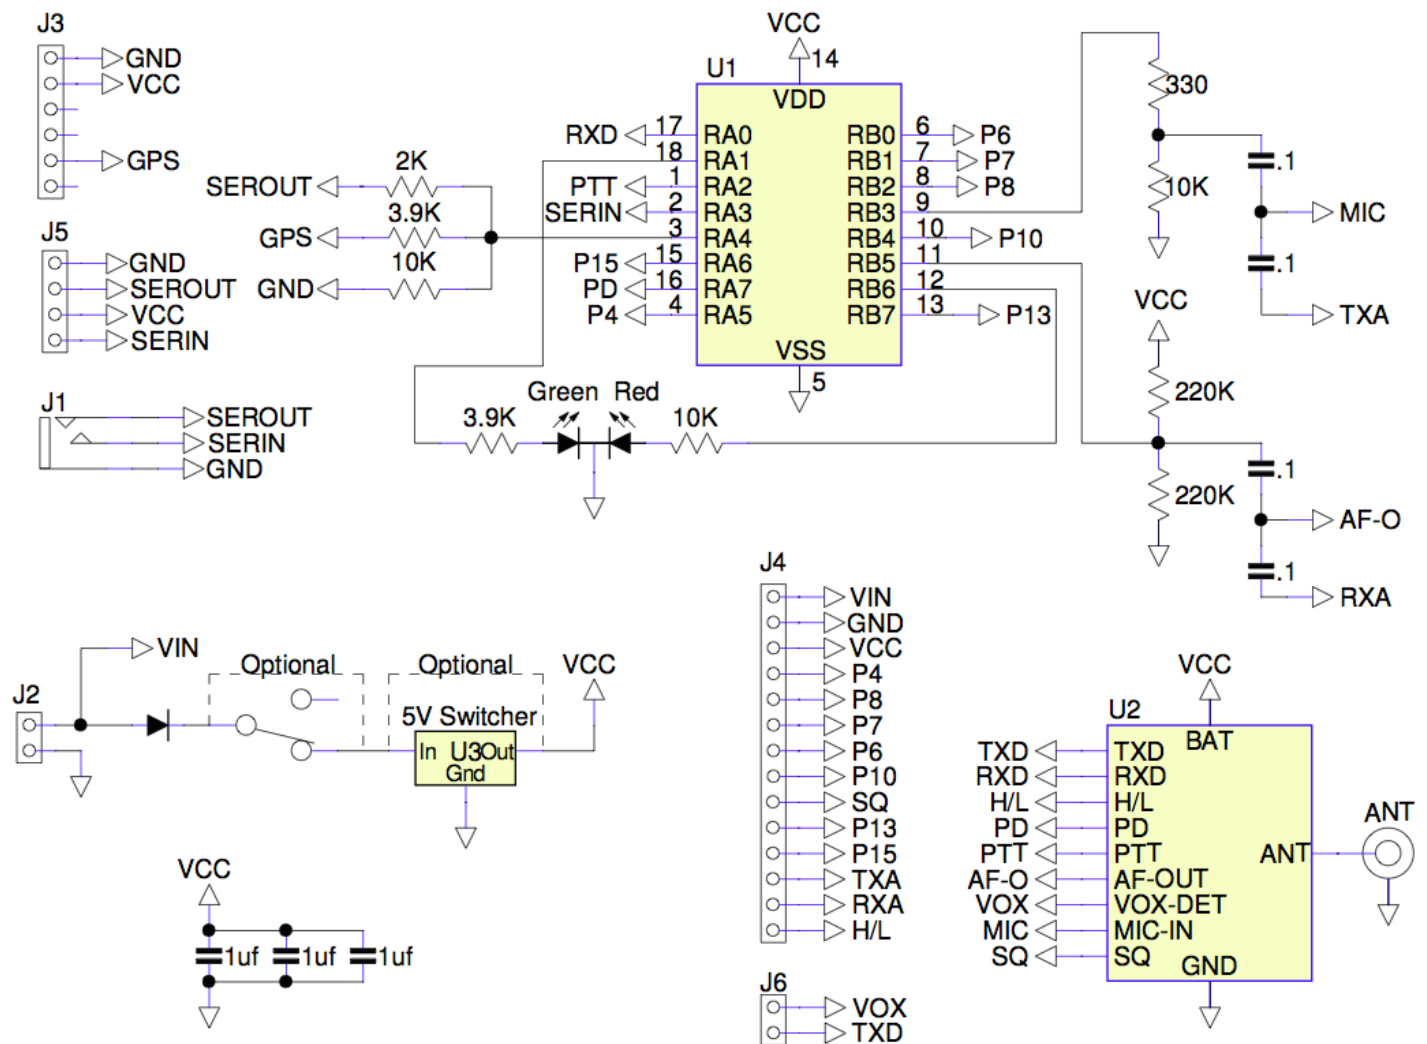 J3
GND
VCC
GPS
J5
GND
SEROUT
VCC
SERIN
J1
SEROUT
SERIN
GND
SEROUT 2K
GPS 3.9K
GND 10K
VCC
14
U1
VDD
RXD 17 RA0
18 RA1
PTT 1 RA2
SERIN 2 RA3
3 RA4
P15 15 RA6
PD 16 RA7
P4 4 RA5
RB0 6 P6
RB1 7 P7
RB2 8 P8
RB3 9
RB4 10 P10
RB5 11
RB6 12
RB7 13 P13
VSS
5
Green Red
3.9K 10K
330
10K
.1
MIC
.1
TXA
VCC
220K
220K
.1
AF-O
.1
RXA
J2
VIN
Optional
Optional
5V Switcher
In U3 Out
Gnd
VCC
VCC
1uf 1uf 1uf
J4
VIN
GND
VCC
P4
P8
P7
P6
P10
SQ
P13
P15
TXA
RXA
H/L
J6
VOX
TXD
VCC
U2
BAT
TXD TXD
RXD RXD
H/L H/L
PD PD
PTT PTT
AF-O AF-OUT
VOX VOX-DET
MIC MIC-IN
SQ SQ
GND
ANT
ANT